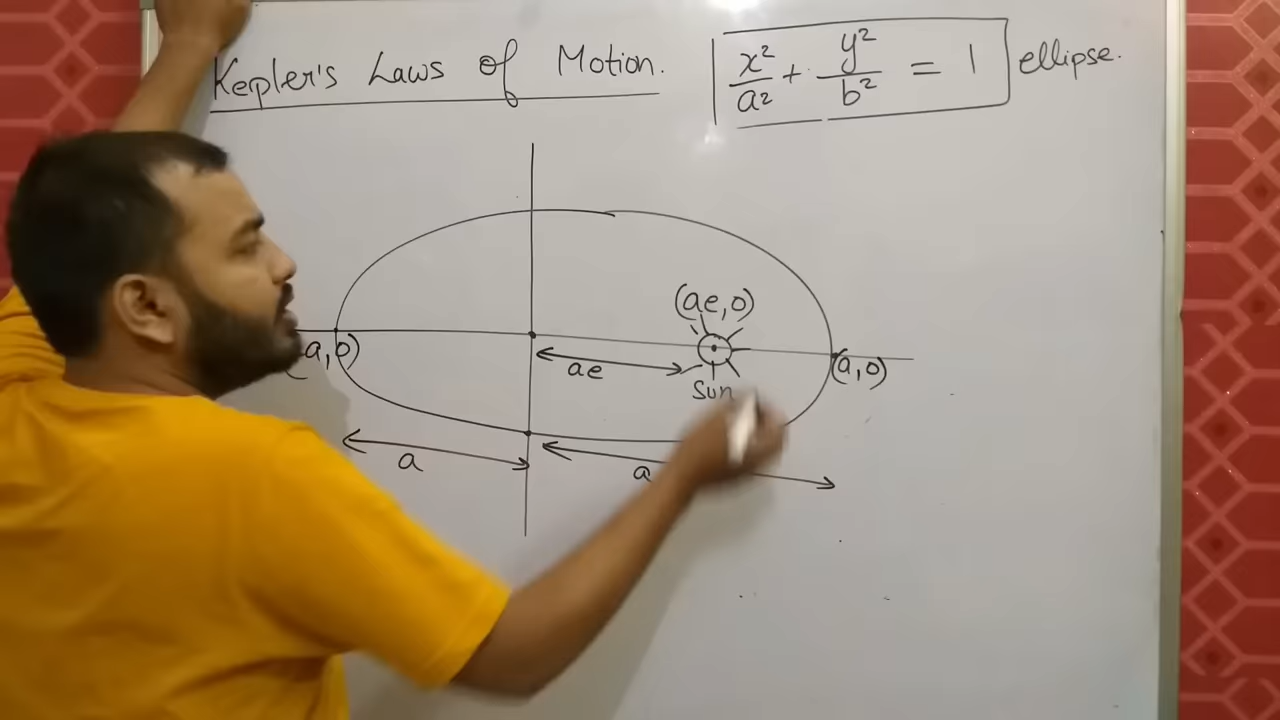 Kepler's Laws of Motion.
x²/a² + y²/b² = 1 ellipse.
(ae,0)
a,0)
ae
(a,0)
Sun
a
a